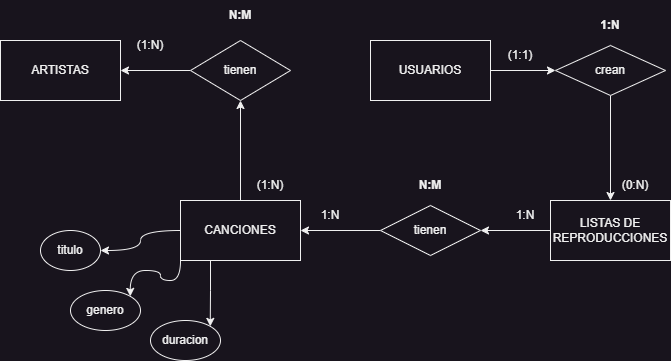 N:M
1:N
(1:N)
ARTISTAS
tienen
USUARIOS
(1:1)
crean
(1:N)
(0:N)
N:M
CANCIONES
1:N
tienen
1:N
LISTAS DE
REPRODUCCIONES
titulo
genero
duracion